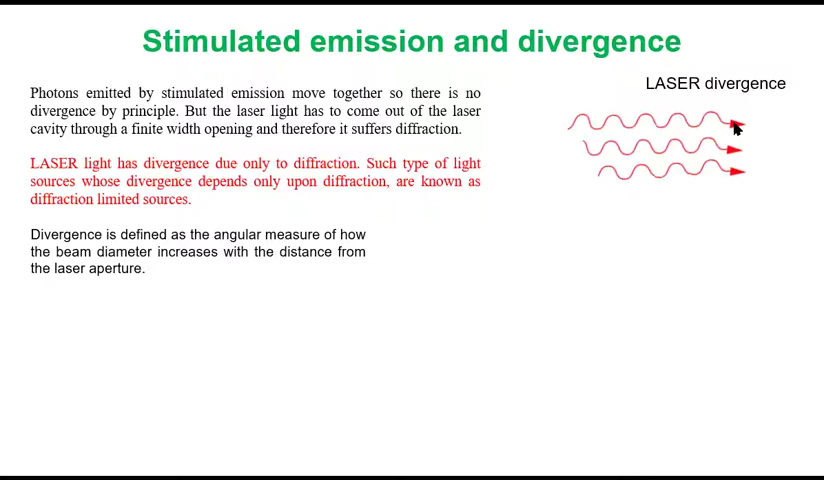 Stimulated emission and divergence
LASER divergence
Photons emitted by stimulated emission move together so there is no
divergence by principle. But the laser light has to come out of the laser
cavity through a finite width opening and therefore it suffers diffraction.
LASER light has divergence due only to diffraction. Such type of light
sources whose divergence depends only upon diffraction, are known as
diffraction limited sources.
Divergence is defined as the angular measure of how
the beam diameter increases with the distance from
the laser aperture.